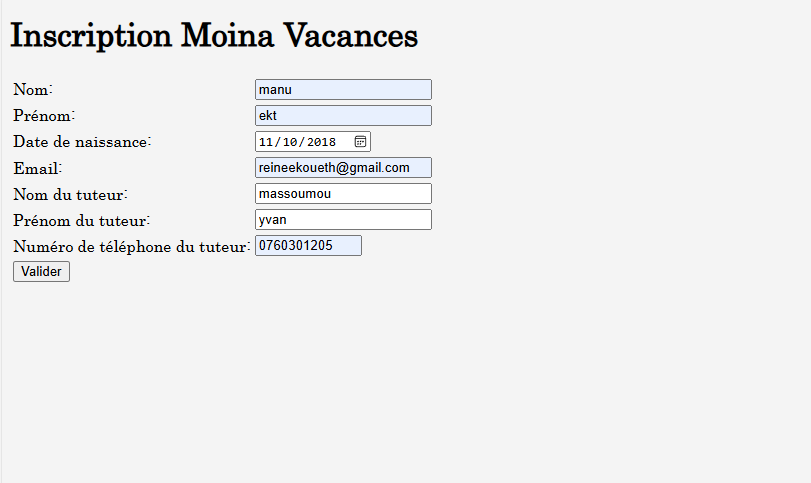 Inscription Moina Vacances
Nom: manu
Prénom: ekt
Date de naissance: 11/10/2018
Email: reineekoueth@gmail.com
Nom du tuteur: massoumou
Prénom du tuteur: yvan
Numéro de téléphone du tuteur: 0760301205
Valider